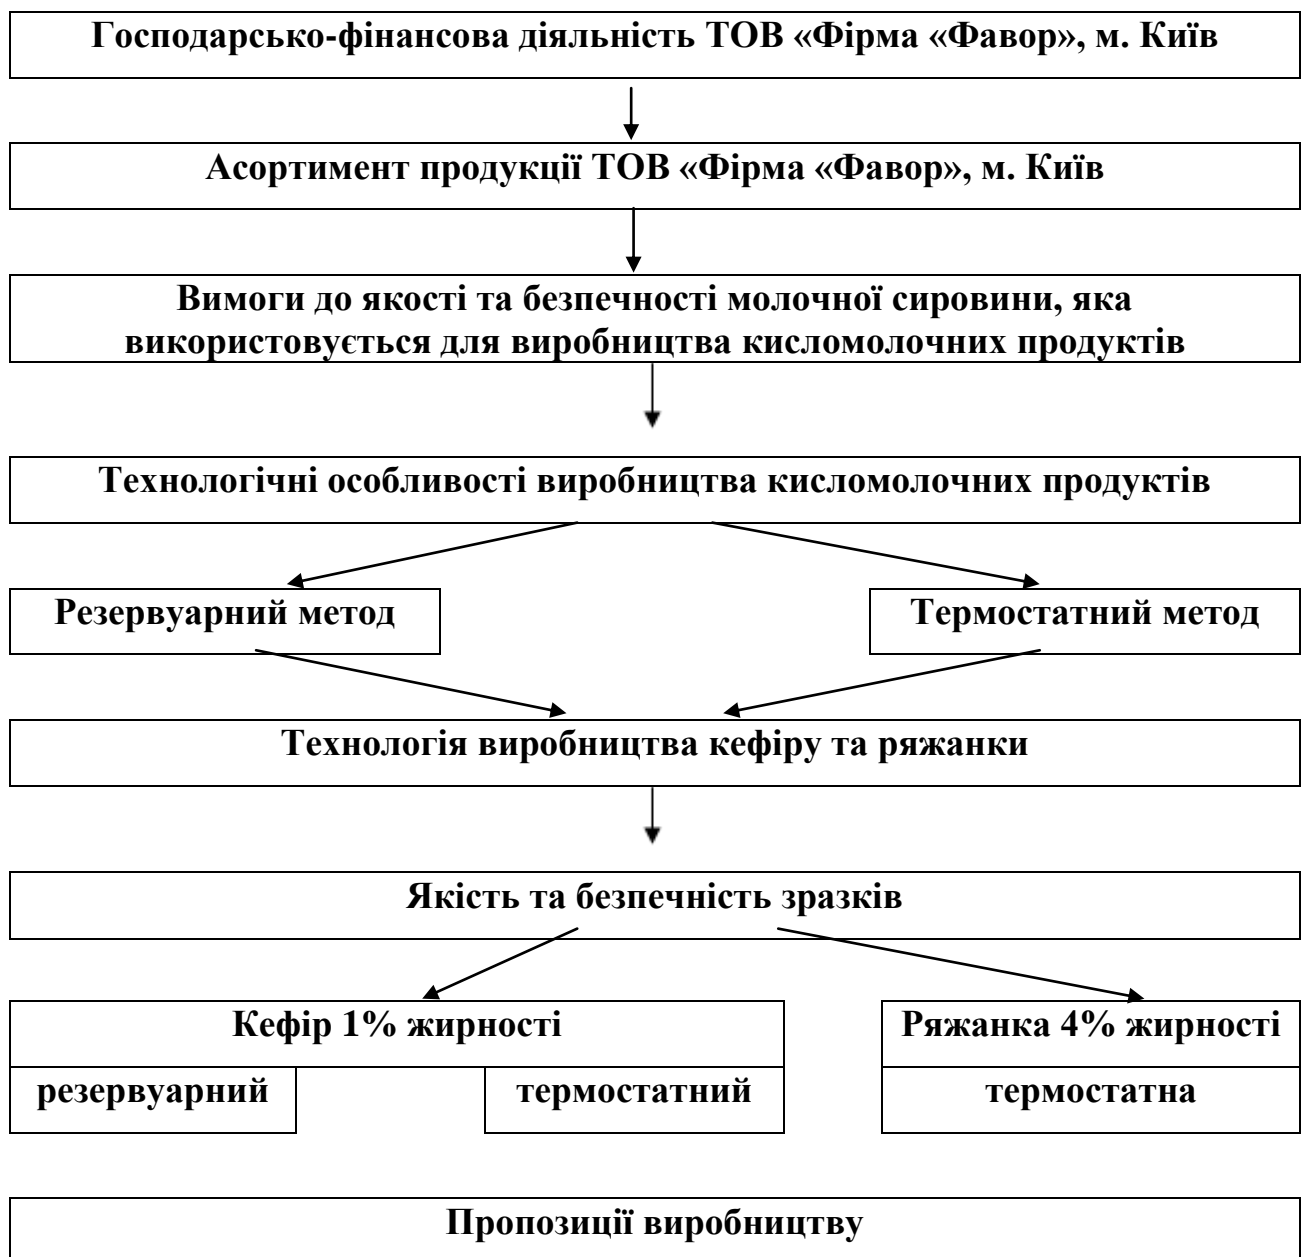 Господарсько-фінансова діяльність ТОВ «Фірма «Фавор», м. Київ
Асортимент продукції ТОВ «Фірма «Фавор», м. Київ
Вимоги до якості та безпечності молочної сировини, яка
використовується для виробництва кисломолочних продуктів
Технологічні особливості виробництва кисломолочних продуктів
Резервуарний метод
Термостатний метод
Технологія виробництва кефіру та ряжанки
Якість та безпечність зразків
Кефір 1% жирності
Ряжанка 4% жирності
резервуарний
термостатний
термостатна
Пропозиції виробництву